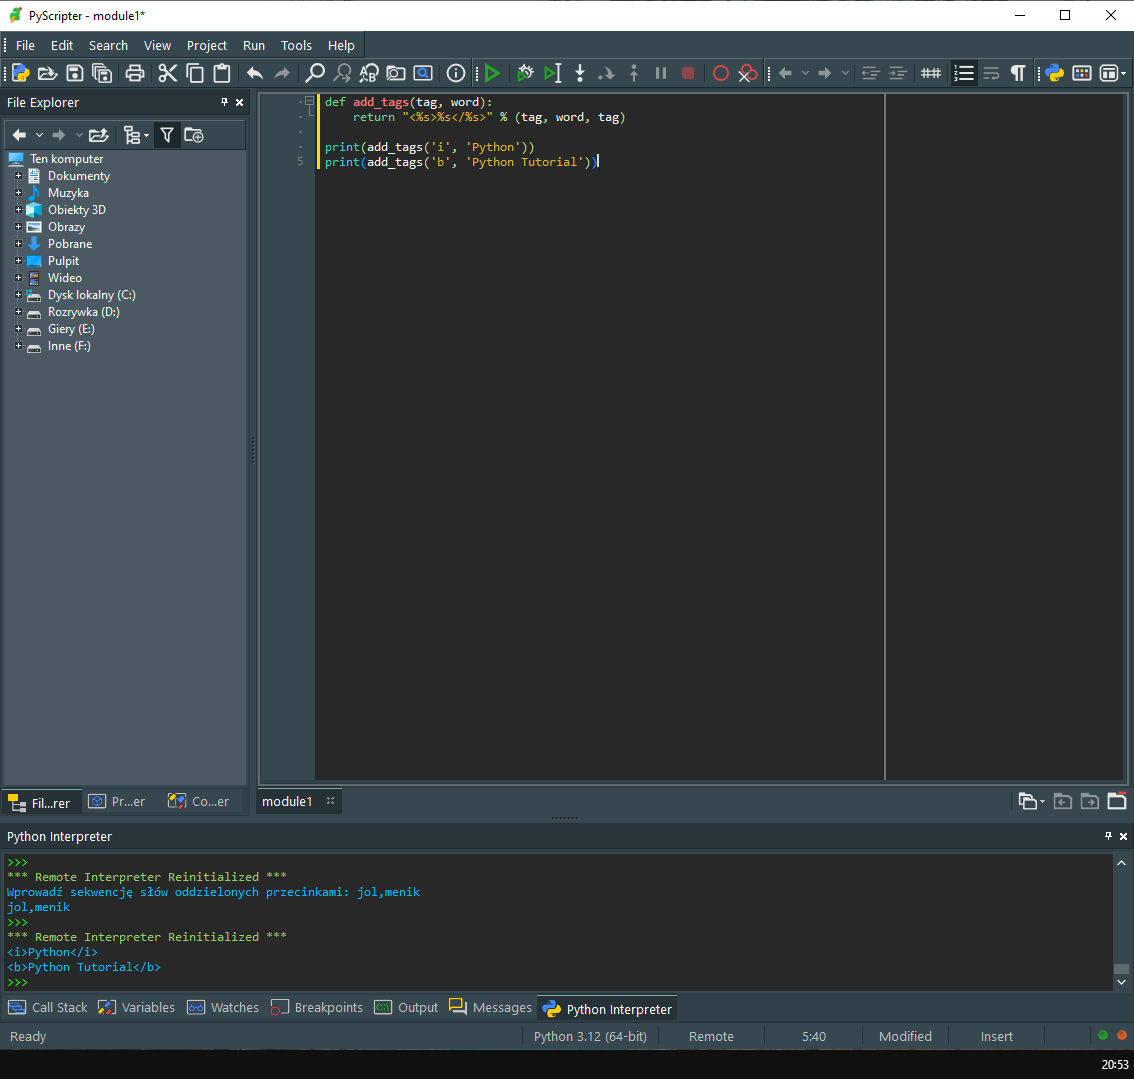 PyScripter - module1*
File Edit Search View Project Run Tools Help
File Explorer
Ten komputer
Dokumenty
Muzyka
Obiekty 3D
Obrazy
Pobrane
Pulpit
Wideo
Dysk lokalny (C:)
Rozrywka (D:)
Giery (E:)
Inne (F:)
Fil...rer Pr...er Co...er
def add_tags(tag, word):
    return "<%s>%s</%s>" % (tag, word, tag)
print(add_tags('i', 'Python'))
5 print(add_tags('b', 'Python Tutorial'))
module1
Python Interpreter
>>>
*** Remote Interpreter Reinitialized ***
Wprowadź sekwencję słów oddzielonych przecinkami: jol,menik
jol,menik
>>>
*** Remote Interpreter Reinitialized ***
<i>Python</i>
<b>Python Tutorial</b>
>>>
Call Stack Variables Watches Breakpoints Output Messages Python Interpreter
Ready Python 3.12 (64-bit) Remote 5:40 Modified Insert
20:53